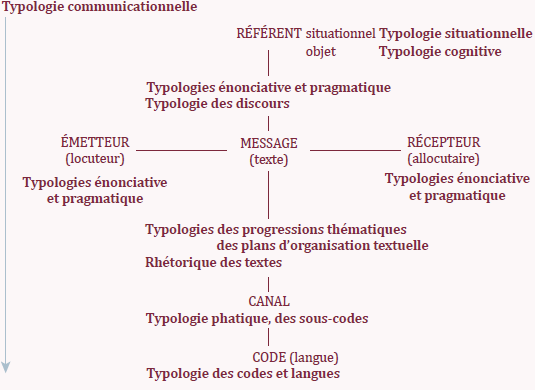 Typologie communicationnelle
RÉFÉRENT situationnel Typologie situationnelle
objet Typologie cognitive
Typologies énonciative et pragmatique
Typologie des discours
ÉMETTEUR MESSAGE RÉCEPTEUR
(locuteur) (texte) (allocutaire)
Typologies énonciative Typologies énonciative
et pragmatique et pragmatique
Typologies des progressions thématiques
des plans d'organisation textuelle
Rhétorique des textes
CANAL
Typologie phatique, des sous-codes
CODE (langue)
Typologie des codes et langues